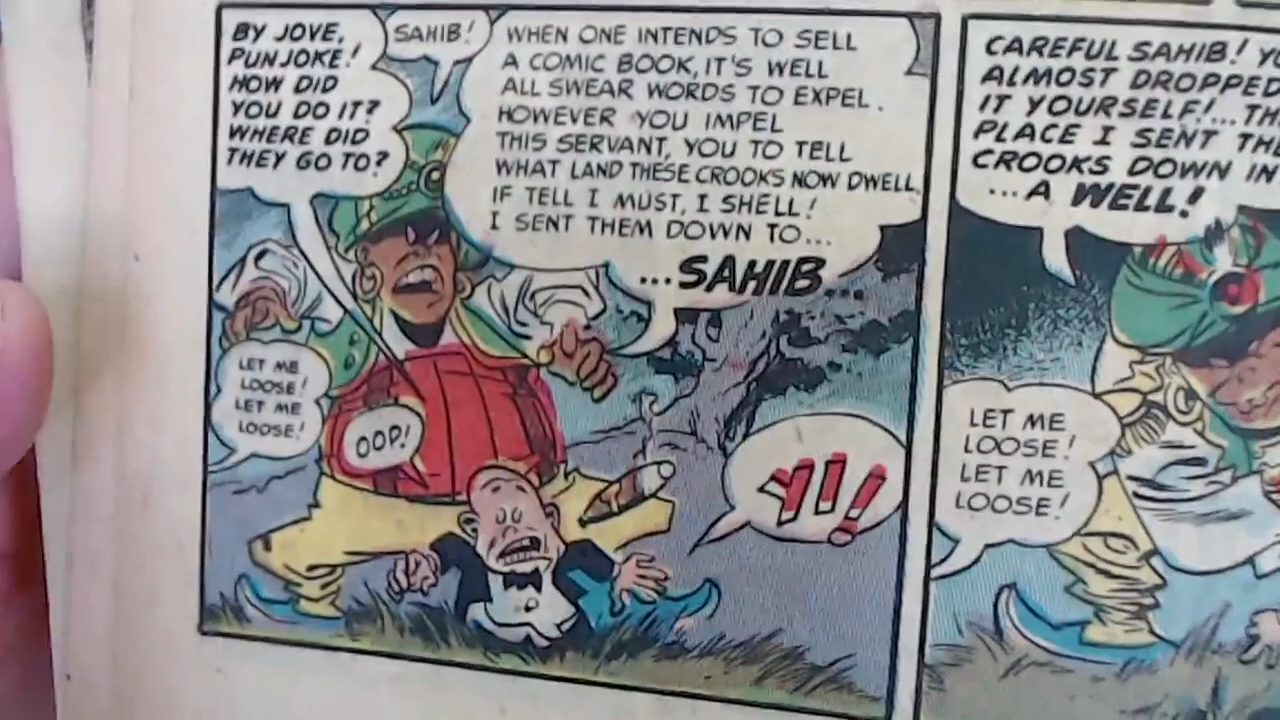 BY JOVE,
PUNJOKE!
HOW DID
YOU DO IT?
WHERE DID
THEY GO TO?
SAHIB!
WHEN ONE INTENDS TO SELL
A COMIC BOOK, IT'S WELL
ALL SWEAR WORDS TO EXPEL.
HOWEVER YOU IMPEL
THIS SERVANT, YOU TO TELL
WHAT LAND THESE CROOKS NOW DWELL,
IF TELL I MUST, I SHELL!
I SENT THEM DOWN TO...
...SAHIB...
LET ME
LOOSE!
LET ME
LOOSE!
OOP!
YI!
CAREFUL SAHIB!
ALMOST DROPPED
IT YOURSELF!...
PLACE I SENT
CROOKS DOWN IN
...A WELL!
LET ME
LOOSE!
LET ME
LOOSE!